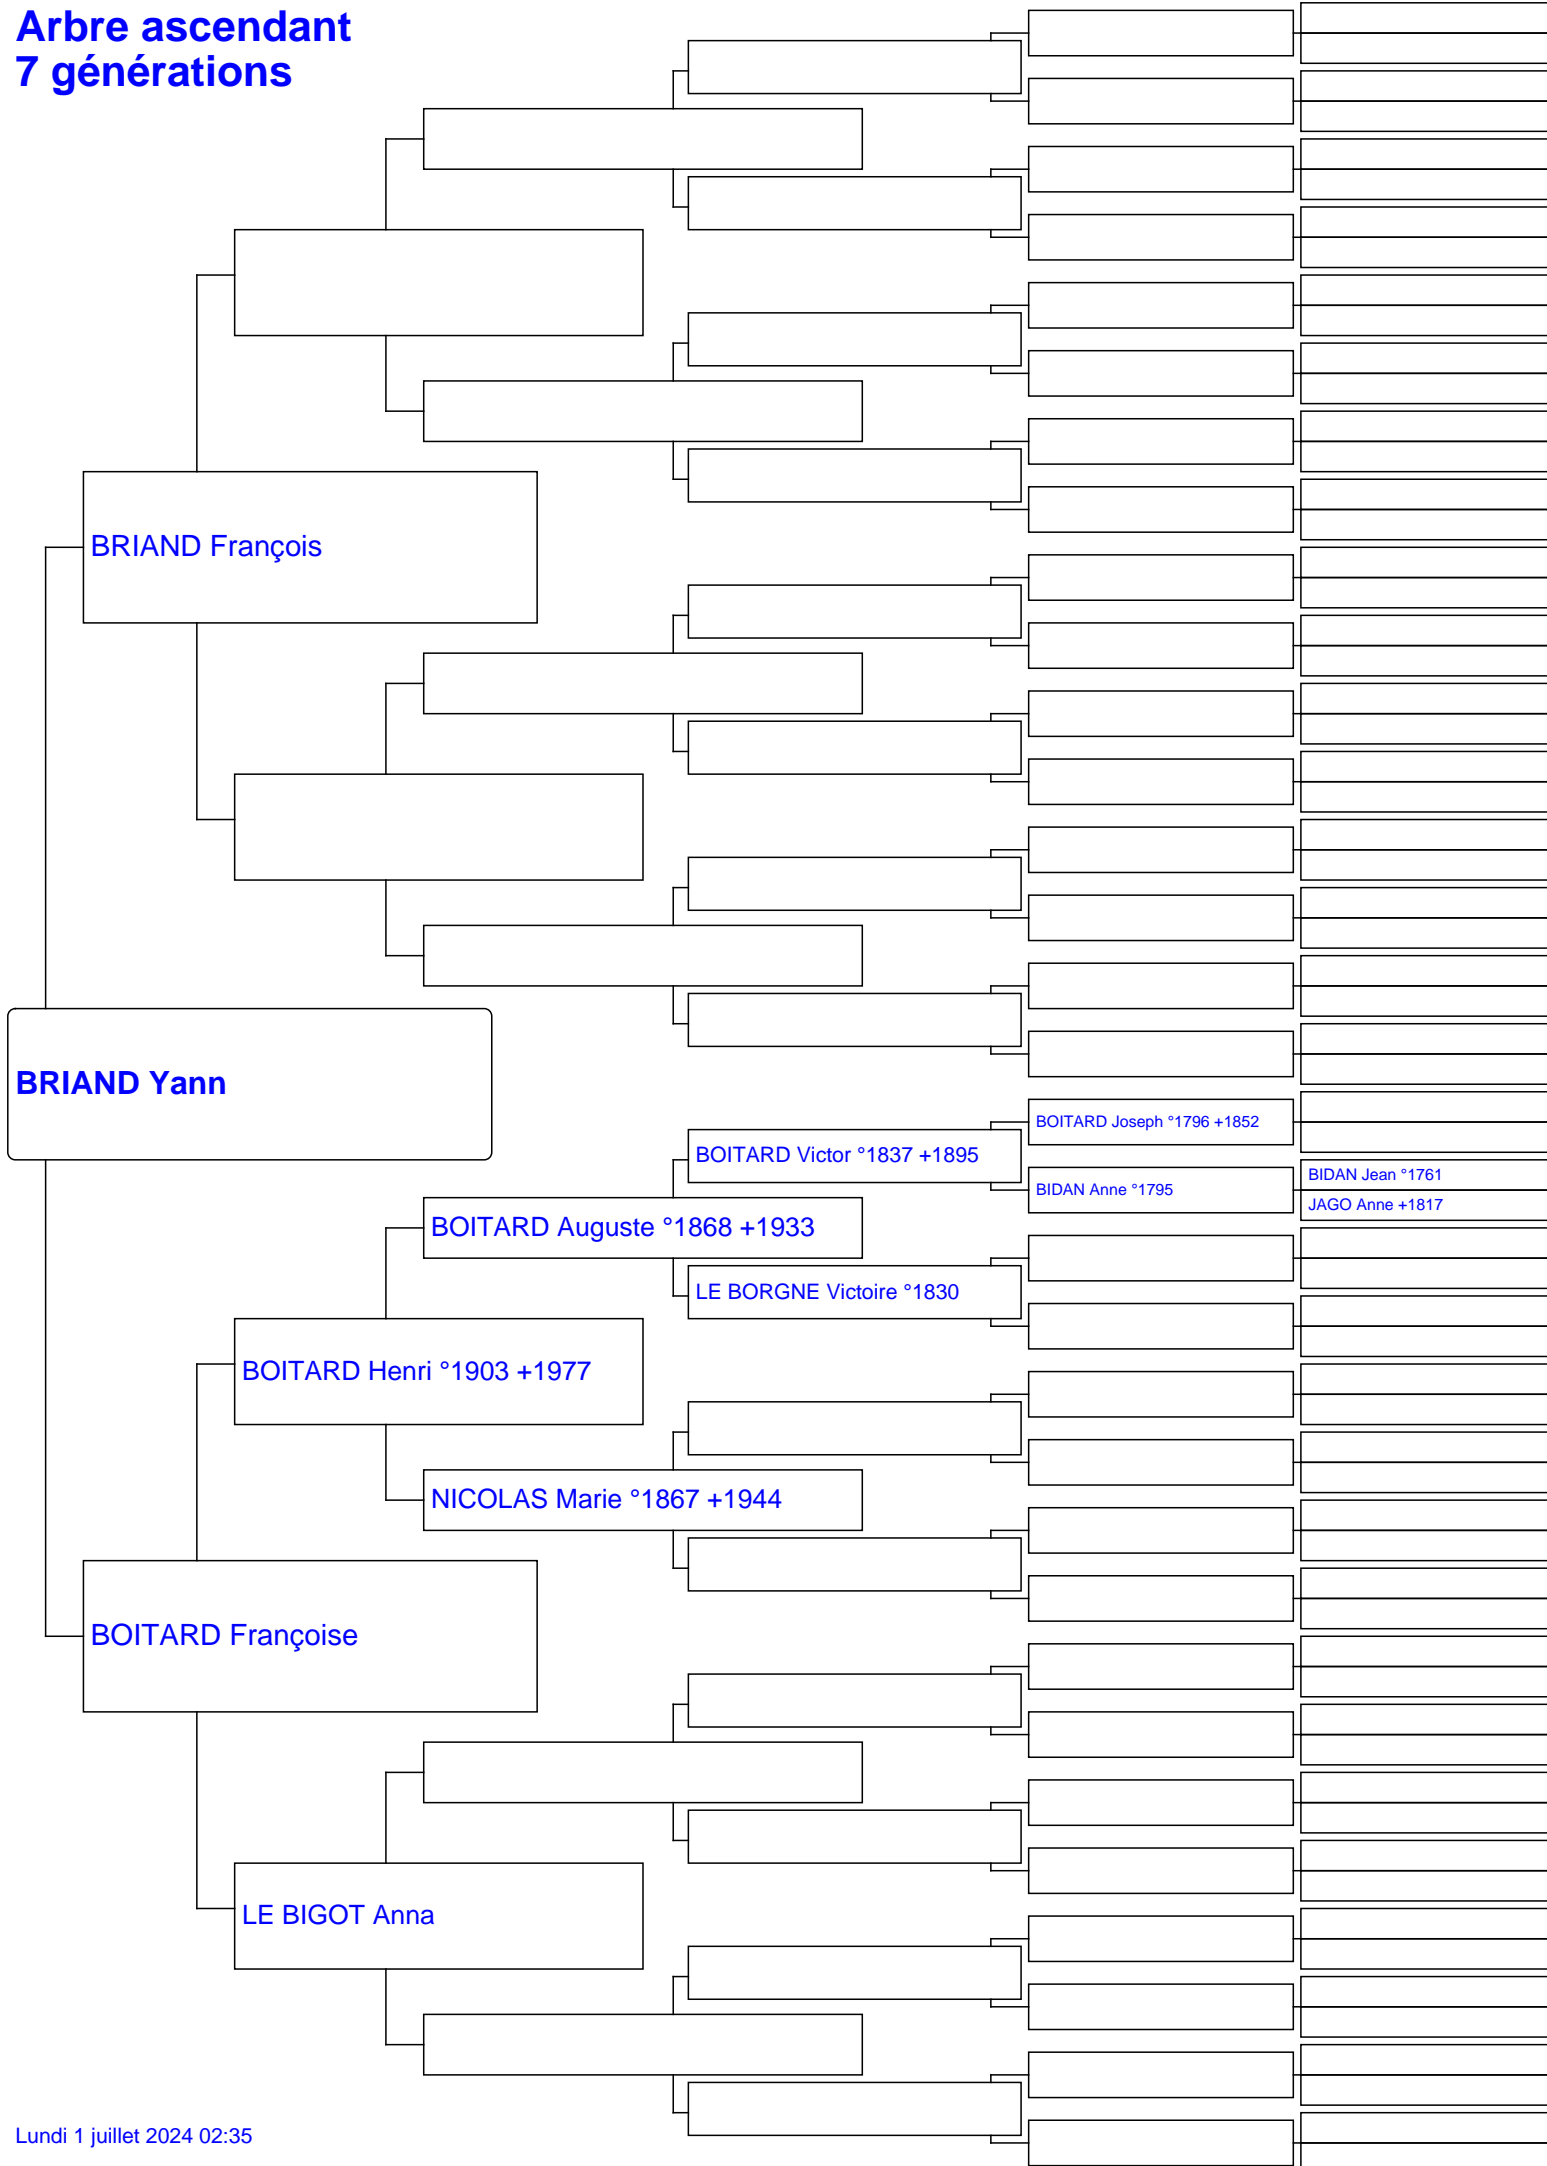 Arbre ascendant
7 générations
BRIAND François
BRIAND Yann
BOITARD Joseph °1796 +1852
BOITARD Victor °1837 +1895
BIDAN Jean °1761
BIDAN Anne °1795
JAGO Anne +1817
BOITARD Auguste °1868 +1933
LE BORGNE Victoire °1830
BOITARD Henri °1903 +1977
NICOLAS Marie °1867 +1944
BOITARD Françoise
LE BIGOT Anna
Lundi 1 juillet 2024 02:35